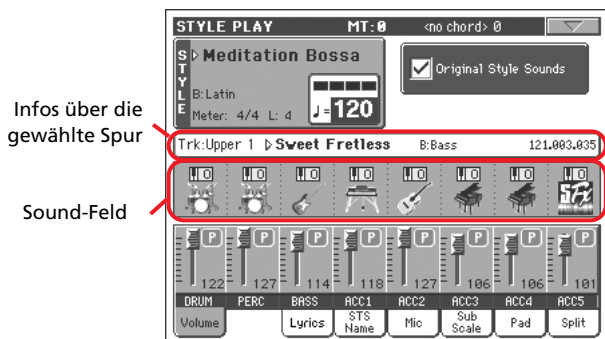 STYLE PLAY MT:0 <no chord> 0
STYLE
Meditation Bossa
B:Latin
Meter: 4/4 L: 4 ♩=120
Original Style Sounds
Infos über die
gewählte Spur
Trk:Upper 1 Sweet Fretless B:Bass 121.003.035
Sound-Feld
SFX
P P P P P P P P
122 127 114 118 127 106 106 101
DRUM PERC BASS ACC1 ACC2 ACC3 ACC4 ACC5
Volume Lyrics STS Name Mic Sub Scale Pad Split